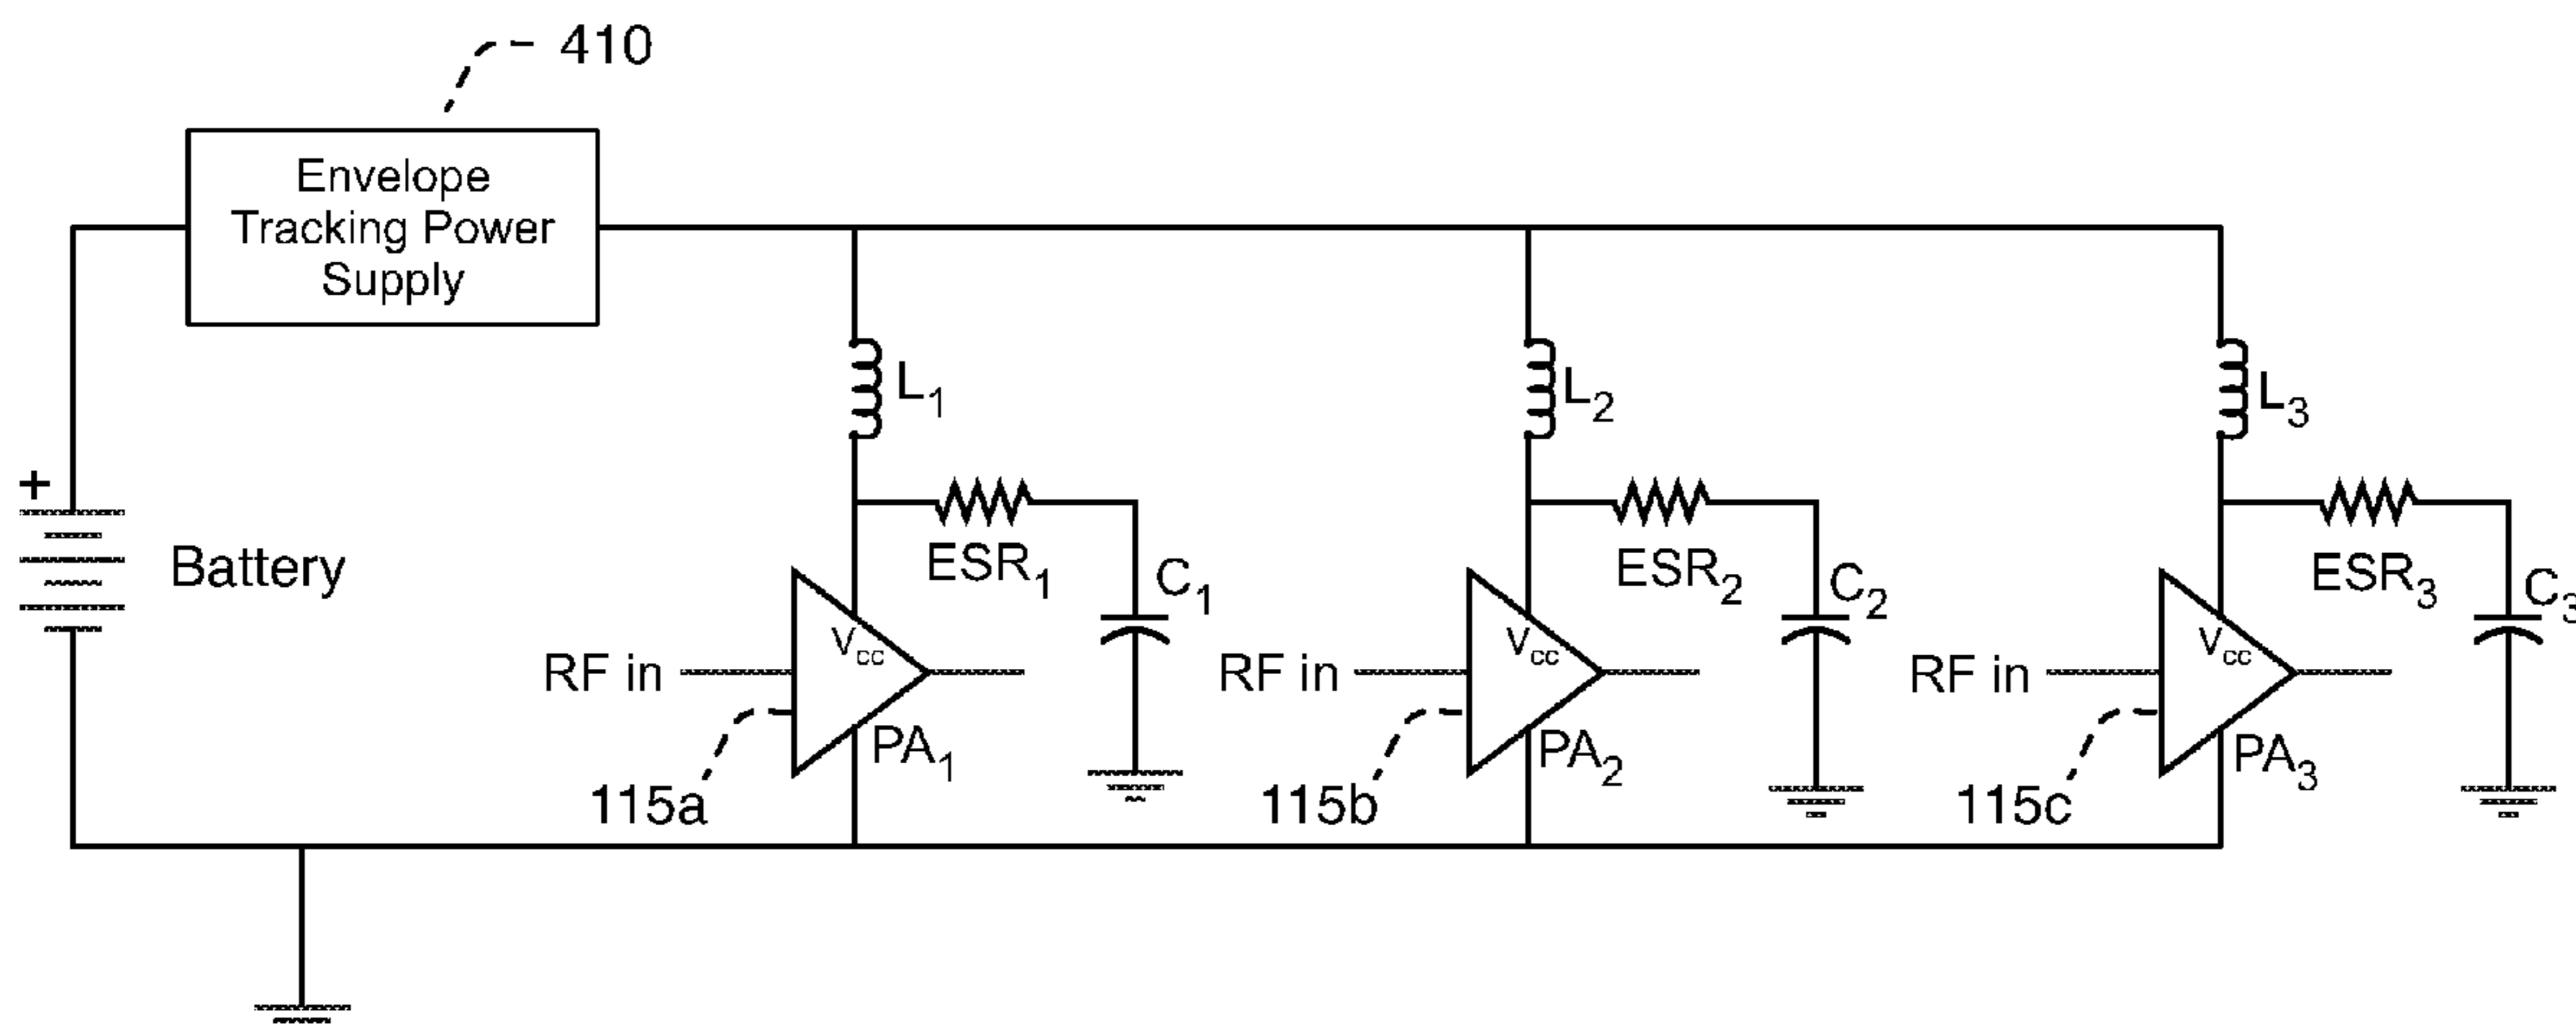 410
Envelope
Tracking Power
Supply
L1
L2
L3
+
Battery
ESR1
C1
ESR2
C2
ESR3
C3
Vcc
Vcc
Vcc
RF in
RF in
RF in
PA1
PA2
PA3
115a
115b
115c